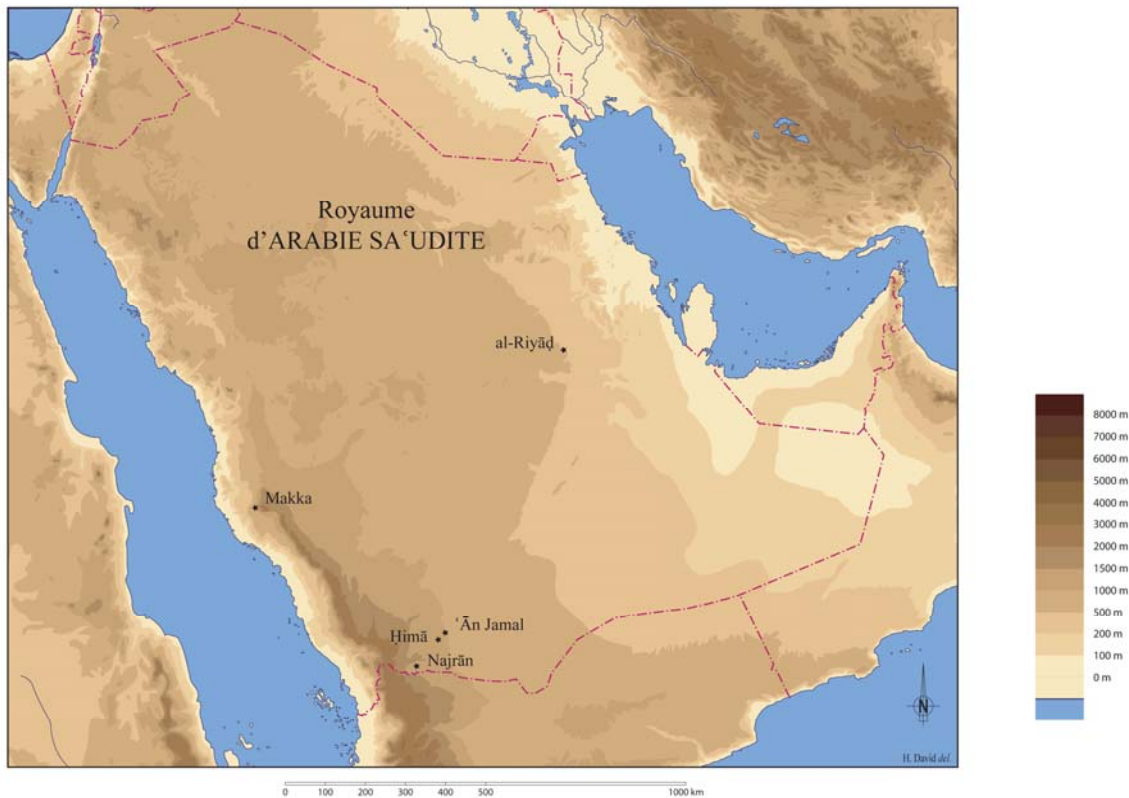 Royaume
d’ARABIE SAʿUDITE
al-Riyāḍ
Makka
ʿĀn Jamal
Ḥimā
Najrān
N
H. David del.
8000 m
7000 m
6000 m
5000 m
4000 m
3000 m
2000 m
1500 m
1000 m
500 m
200 m
100 m
0 m
0 100 200 300 400 500 1000 km